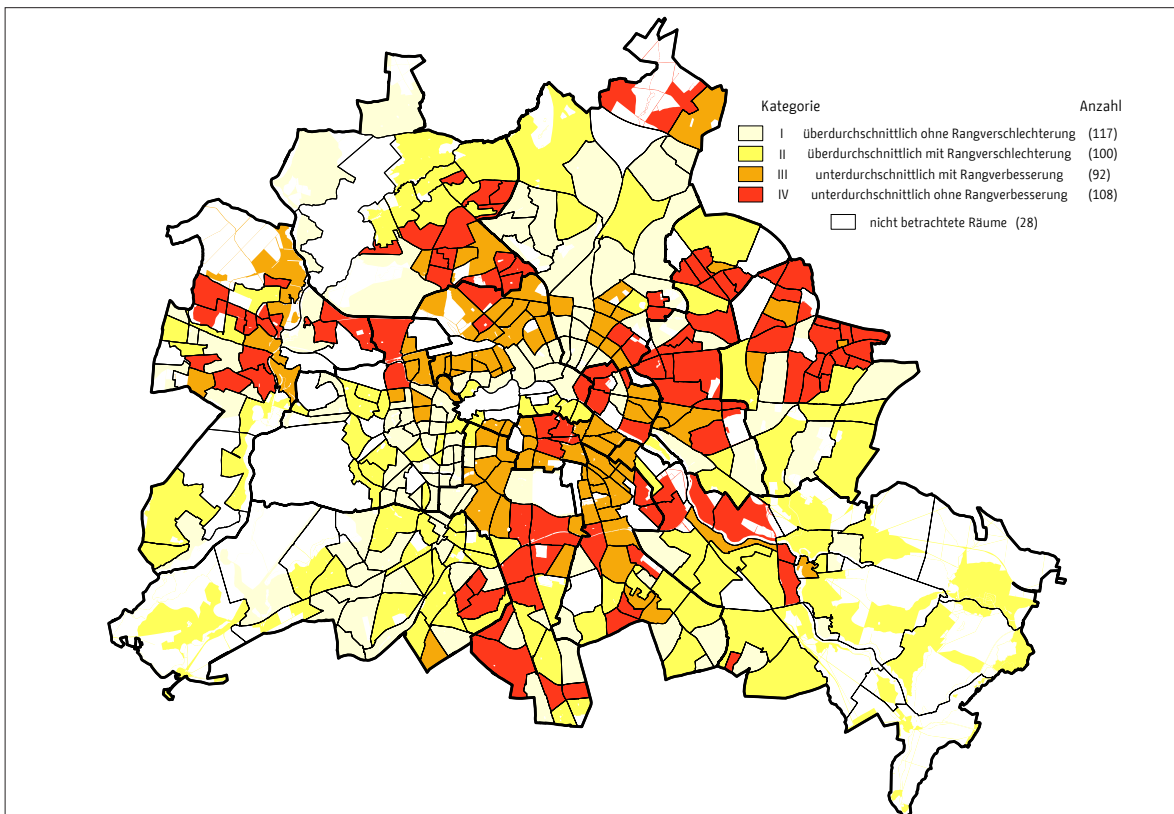 Kategorie Anzahl
I überdurchschnittlich ohne Rangverschlechterung (117)
II überdurchschnittlich mit Rangverschlechterung (100)
III unterdurchschnittlich mit Rangverbesserung (92)
IV unterdurchschnittlich ohne Rangverbesserung (108)
nicht betrachtete Räume (28)